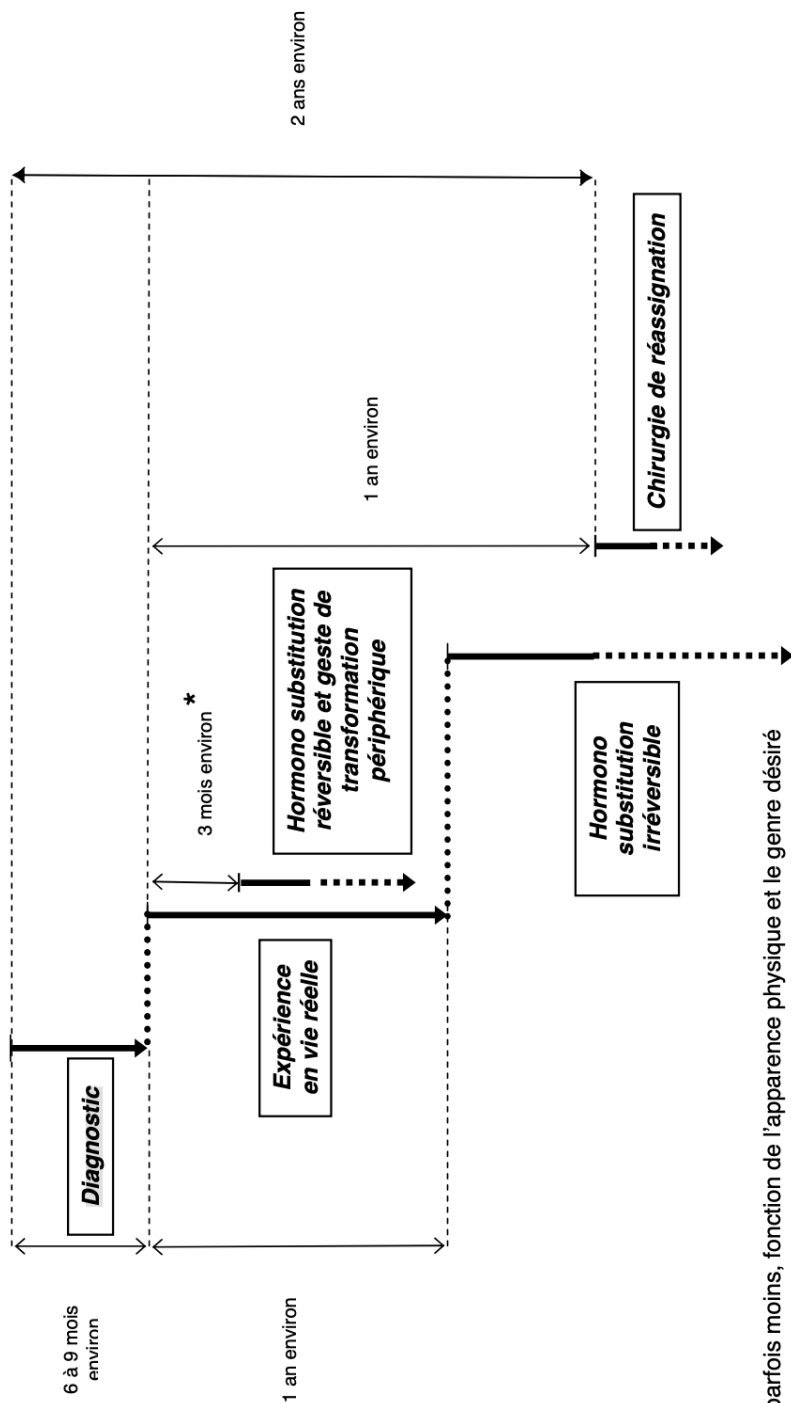 6 à 9 mois
environ
1 an environ
Diagnostic
Expérience
en vie réelle
3 mois environ *
Hormono substitution
réversible et geste de
transformation
périphérique
Hormono
substitution
irréversible
1 an environ
Chirurgie de réassignation
2 ans environ
parfois moins, fonction de l'apparence physique et le genre désiré